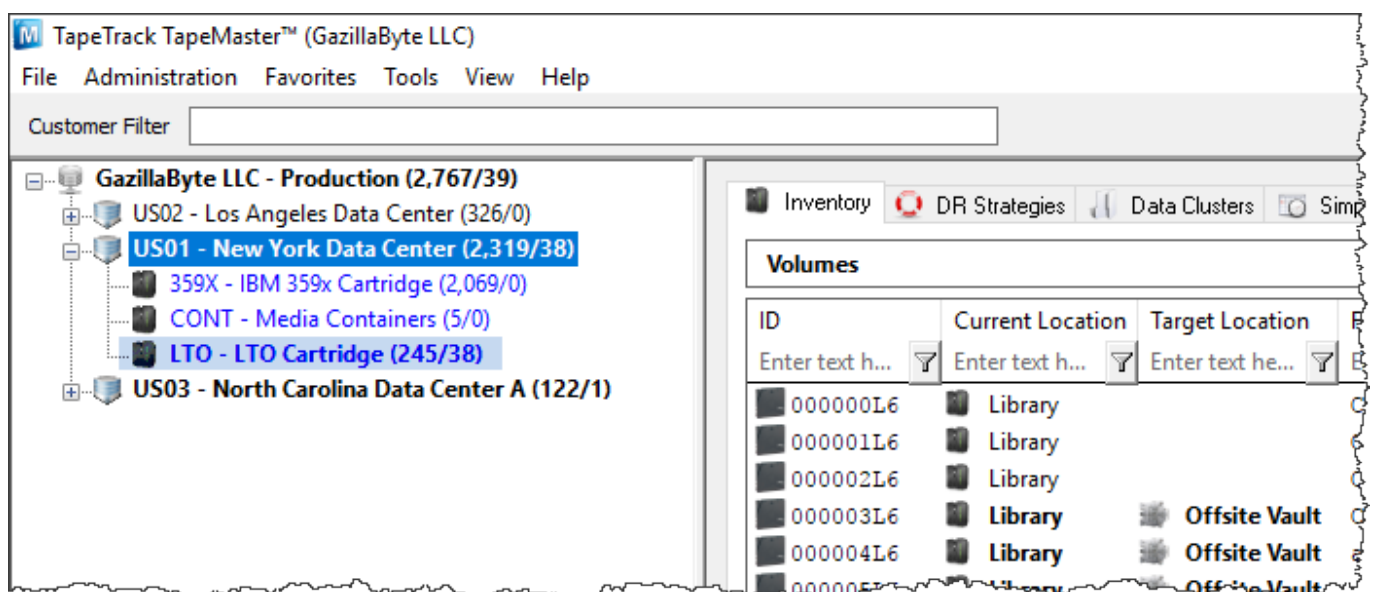 TapeTrack TapeMaster™ (GazillaByte LLC)
File Administration Favorites Tools View Help
Customer Filter
GazillaByte LLC - Production (2,767/39)
US02 - Los Angeles Data Center (326/0)
US01 - New York Data Center (2,319/38)
359X - IBM 359x Cartridge (2,069/0)
CONT - Media Containers (5/0)
LTO - LTO Cartridge (245/38)
US03 - North Carolina Data Center A (122/1)
Inventory DR Strategies Data Clusters
Volumes
ID Current Location Target Location
Enter text h... Enter text h... Enter text he...
000000L6 Library
000001L6 Library
000002L6 Library
000003L6 Library Offsite Vault
000004L6 Library Offsite Vault
Library Offsite Vault